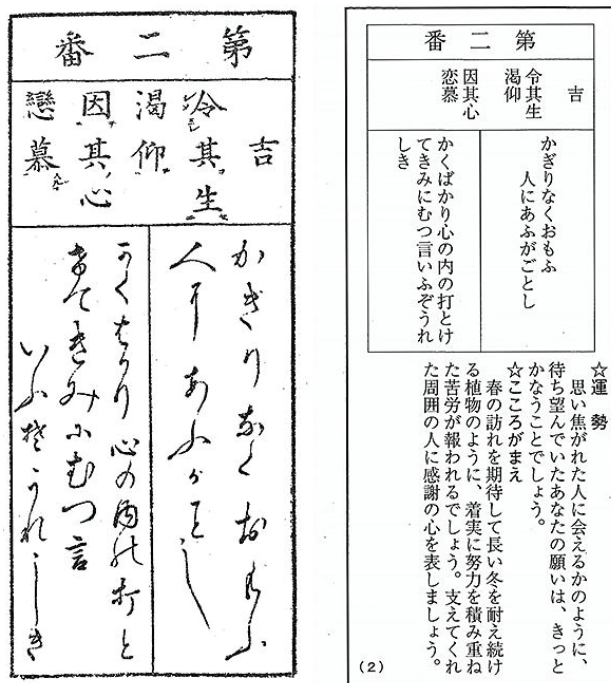 第二番
吉
令其生
渇仰
因其心
戀慕
かぎりなくおもふ
人にあふがことし
かくはかり心の内の打と
けてきみにむつ言
いふぞうれしき
第二番
吉
令其生
渇仰
因其心
恋慕
かぎりなくおもふ
人にあふがごとし
かくばかり心の内の打とけ
てきみにむつ言いふぞうれ
しき
☆運勢
思い焦がれた人に会えるかのように、
待ち望んでいたあなたの願いは、きっと
かなうことでしょう。
☆こころがまえ
春の訪れを期待して長い冬を耐え続け
る植物のように、着実に努力を積み重ね
た苦労が報われるでしょう。支えてくれ
た周囲の人に感謝の心を表しましょう。
(2)